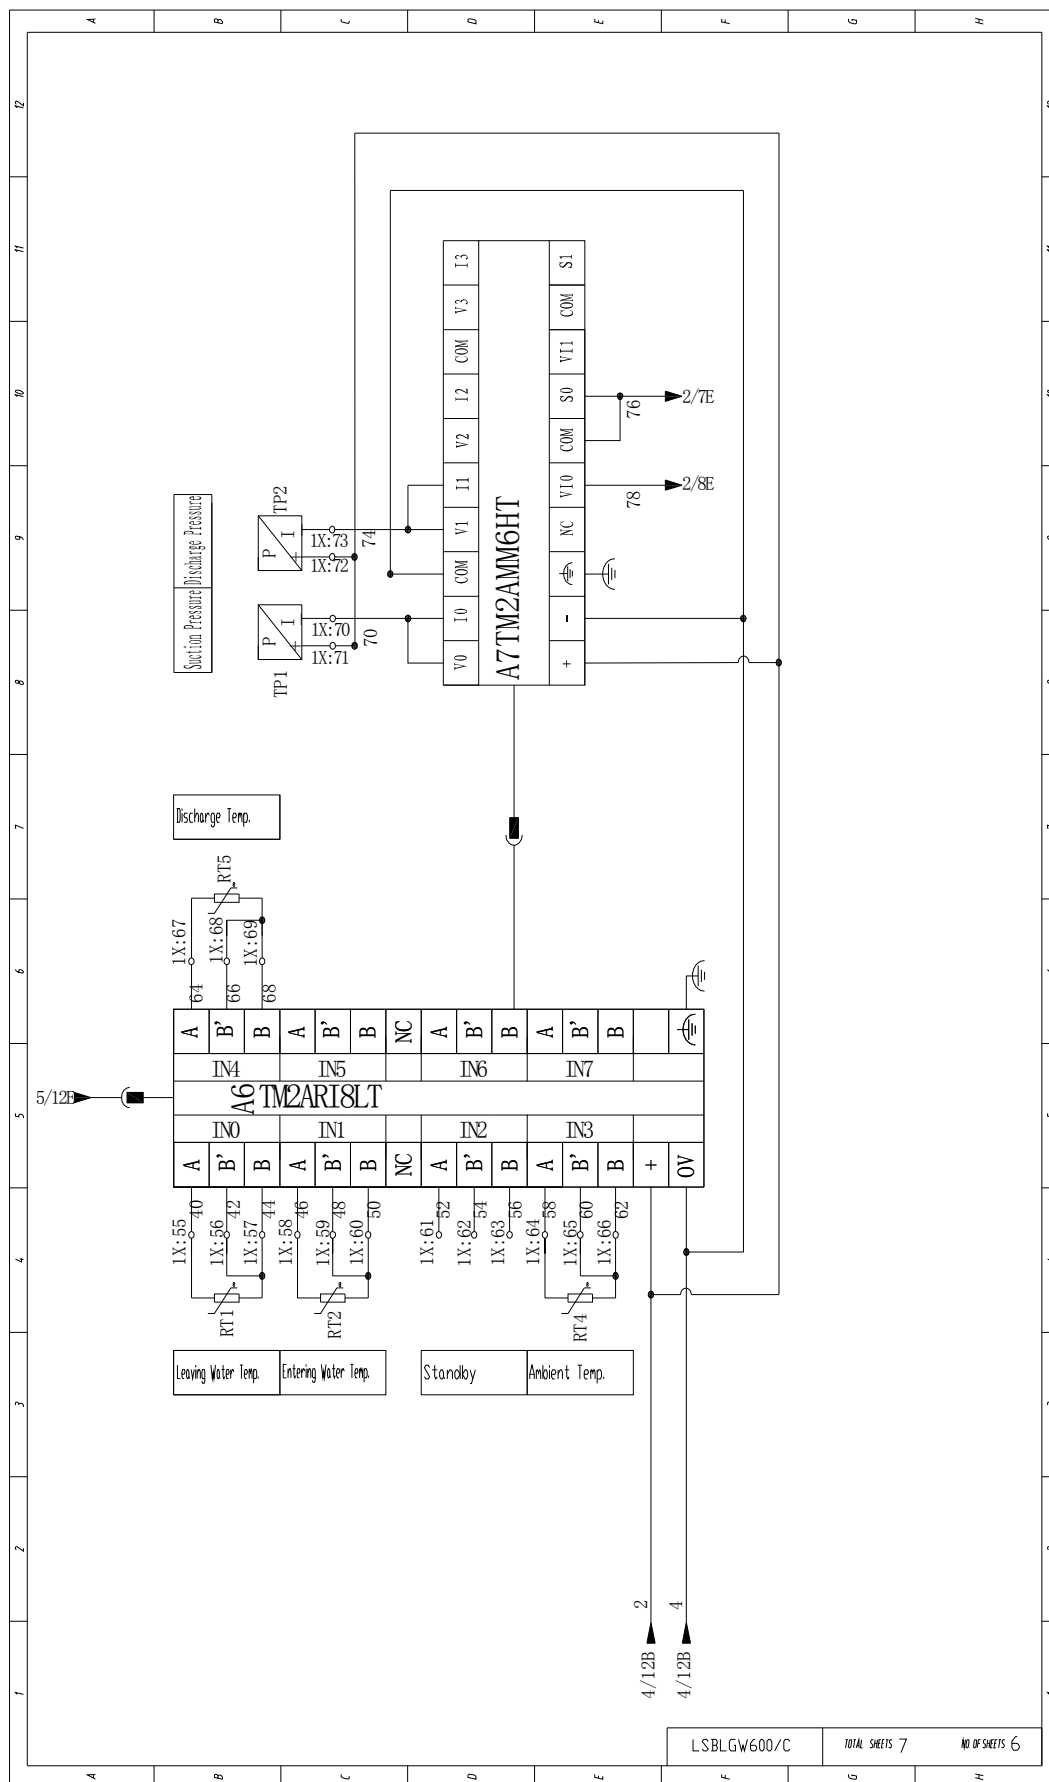 A B C D E F G H
12
11
10
9
8
7
6
5
4
3
2
1
I3
V3
COM
I2
V2
I1
V1
COM
I0
V0
A7TM2AMM6HT
S1
COM
VI1
S0
COM
VI0
NC
-
+
76
2/7E
78
2/8E
Suction Pressure
Discharge Pressure
TP2
P
I
+
1X:73
1X:72
74
TP1
P
I
+
1X:70
1X:71
70
Discharge Temp.
RT5
1X:67
1X:68
1X:69
64
66
68
A B' B A B' B NC A B' B A B' B
IN4 IN5 IN6 IN7
5/12E
A6 TM2ARI8LT
IN0 IN1 IN2 IN3
A B' B A B' B NC A B' B A B' B + 0V
40
42
44
46
48
50
52
54
56
58
60
62
1X:55
1X:56
1X:57
1X:58
1X:59
1X:60
1X:61
1X:62
1X:63
1X:64
1X:65
1X:66
RT1
RT2
RT4
Leaving Water Temp.
Entering Water Temp.
Standby
Ambient Temp.
2
4
4/12B
4/12B
LSBLGW600/C
TOTAL SHEETS 7
NO OF SHEETS 6
A B C D E F G H